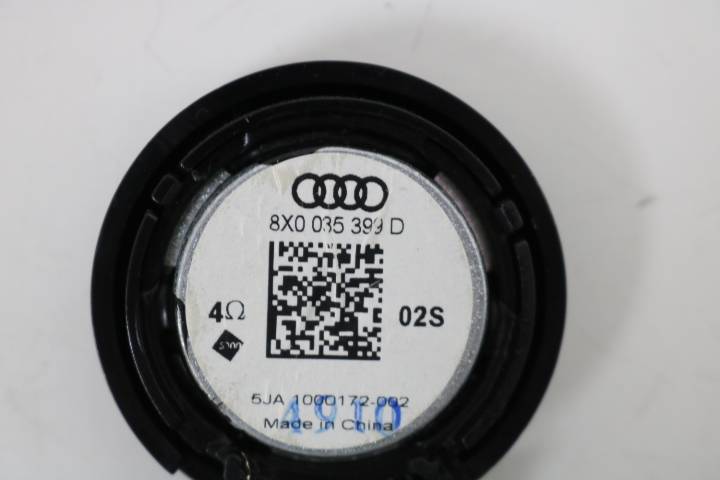 8X0 035 399 D
4Ω
02S
5JA 1000172-002
4910
Made in China